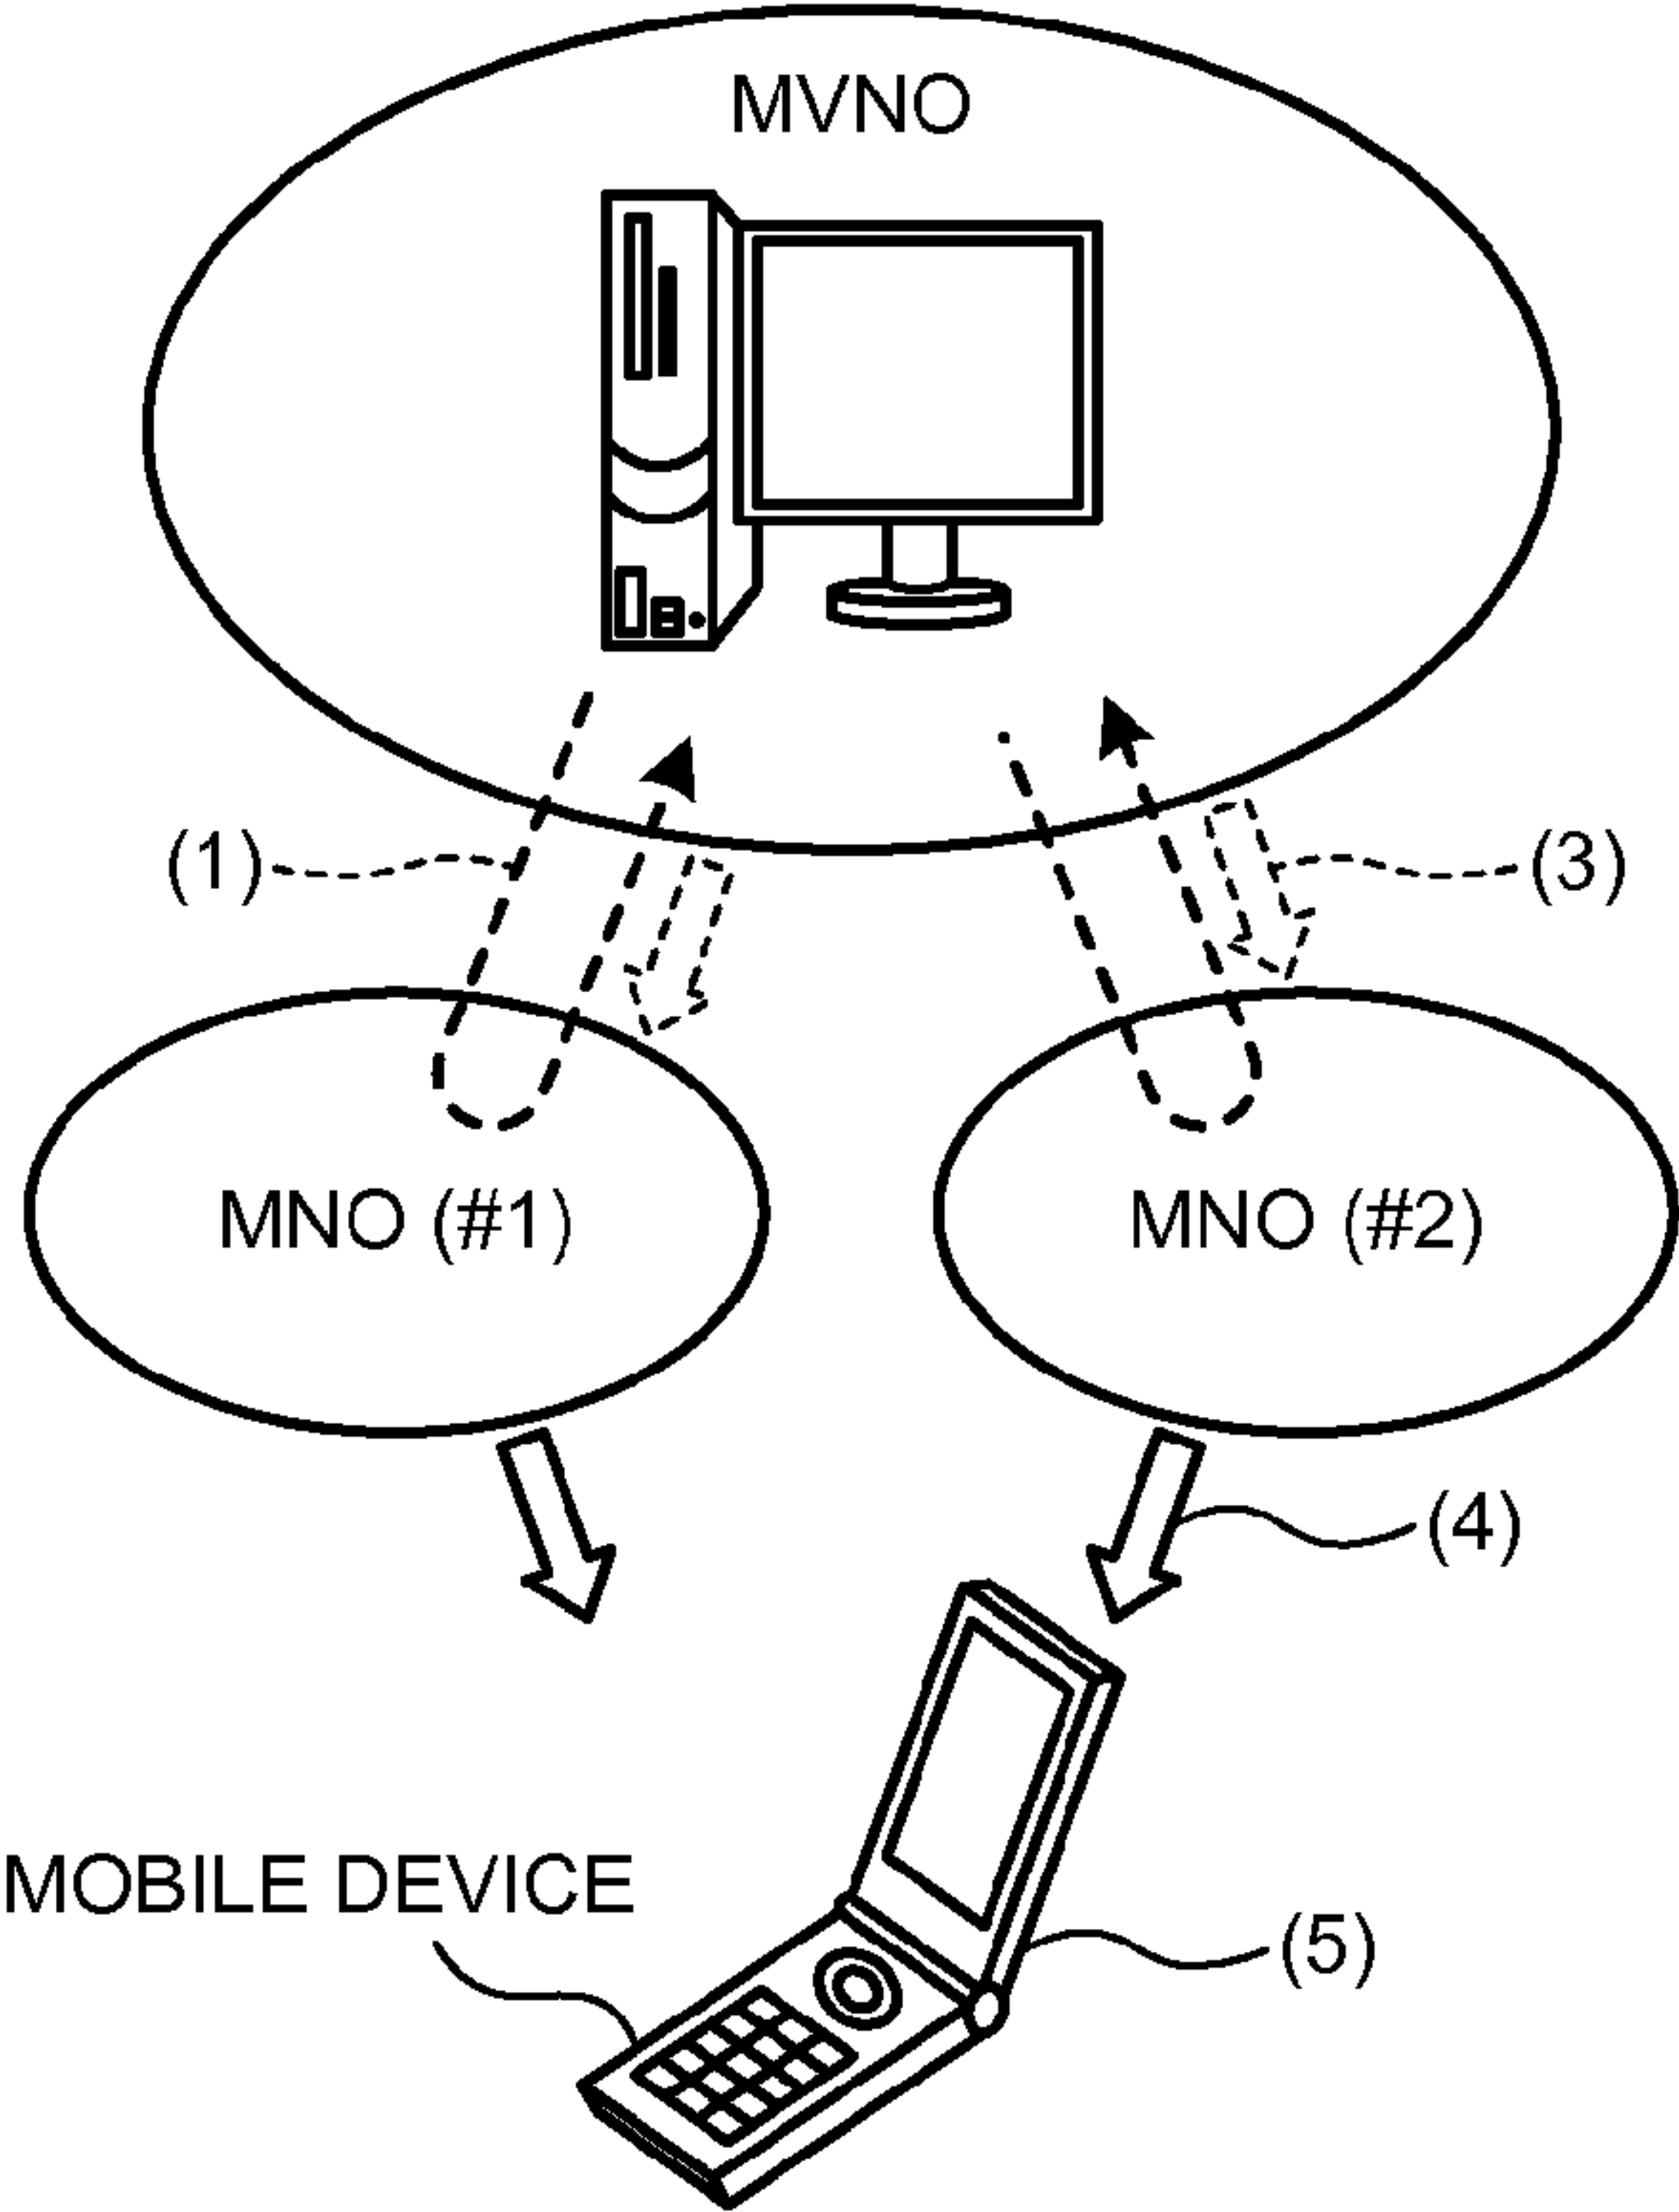 MVNO
(1)
(3)
MNO (#1)
MNO (#2)
(4)
MOBILE DEVICE
(5)